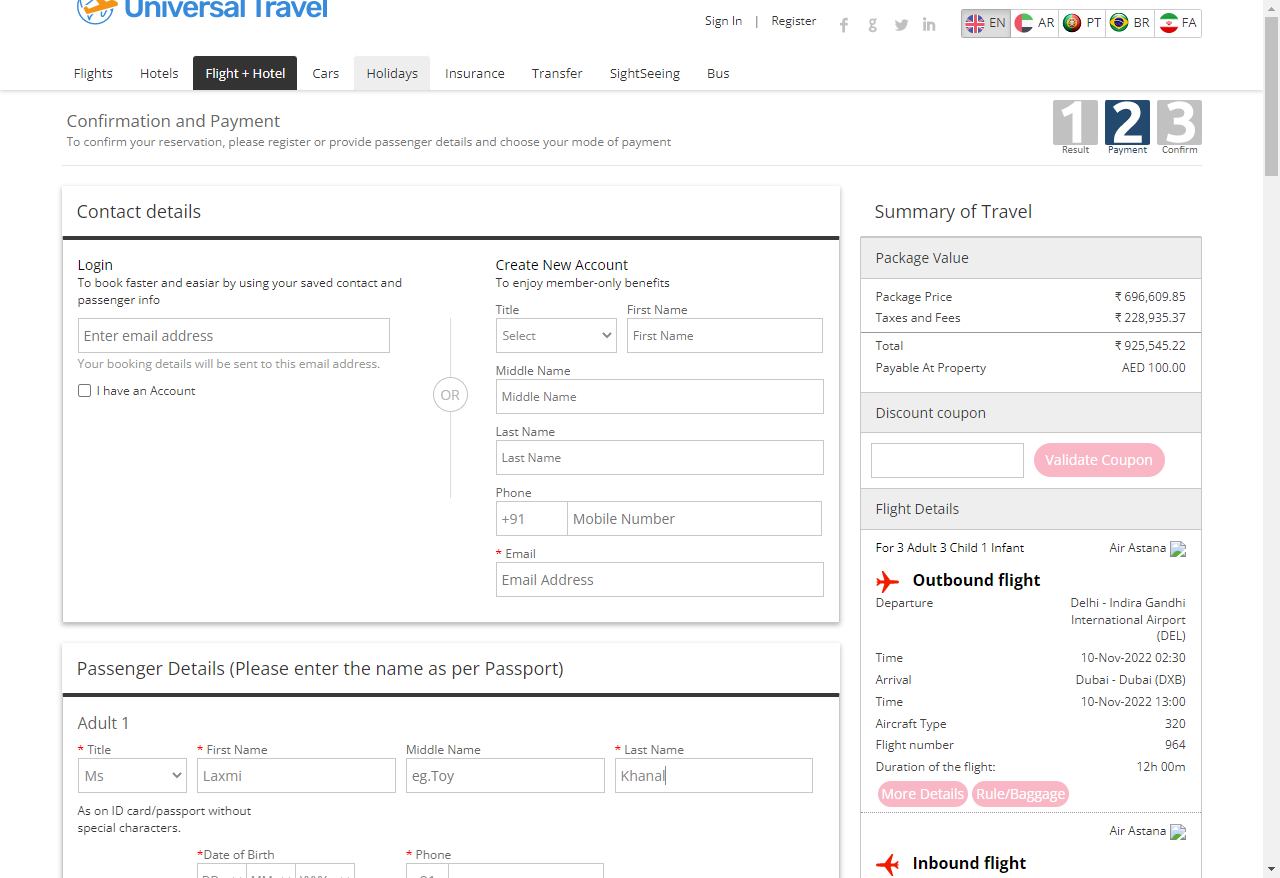 Universal Travel
Sign In | Register
EN AR PT BR FA
Flights Hotels Flight + Hotel Cars Holidays Insurance Transfer SightSeeing Bus
Confirmation and Payment
To confirm your reservation, please register or provide passenger details and choose your mode of payment
1 2 3
Result Payment Confirm
Contact details
Login
To book faster and easiar by using your saved contact and
passenger info
Enter email address
Your booking details will be sent to this email address.
I have an Account
OR
Create New Account
To enjoy member-only benefits
Title First Name
Select First Name
Middle Name
Middle Name
Last Name
Last Name
Phone
+91 Mobile Number
* Email
Email Address
Passenger Details (Please enter the name as per Passport)
Adult 1
* Title * First Name Middle Name * Last Name
Ms Laxmi eg.Toy Khanal
As on ID card/passport without
special characters.
*Date of Birth * Phone
Summary of Travel
Package Value
Package Price ₹ 696,609.85
Taxes and Fees ₹ 228,935.37
Total ₹ 925,545.22
Payable At Property AED 100.00
Discount coupon
Validate Coupon
Flight Details
For 3 Adult 3 Child 1 Infant Air Astana
Outbound flight
Departure Delhi - Indira Gandhi
International Airport
(DEL)
Time 10-Nov-2022 02:30
Arrival Dubai - Dubai (DXB)
Time 10-Nov-2022 13:00
Aircraft Type 320
Flight number 964
Duration of the flight: 12h 00m
More Details Rule/Baggage
Air Astana
Inbound flight